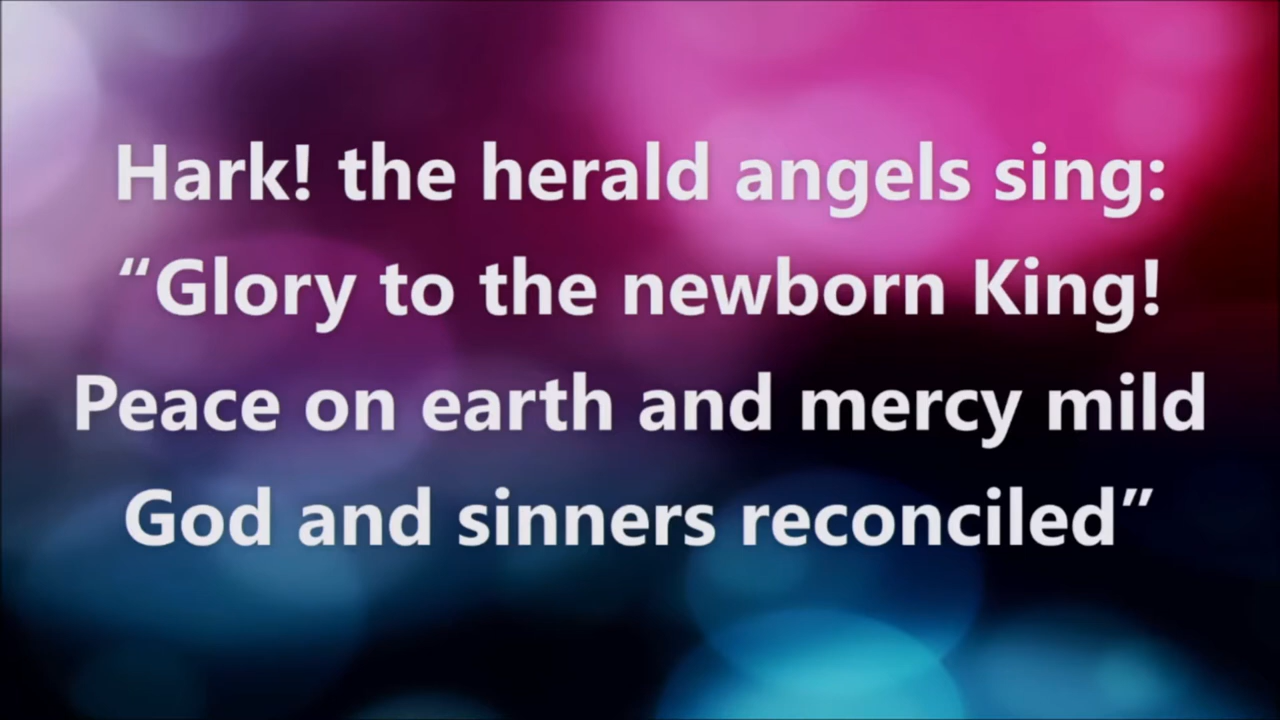 Hark! the herald angels sing:
“Glory to the newborn King!
Peace on earth and mercy mild
God and sinners reconciled”